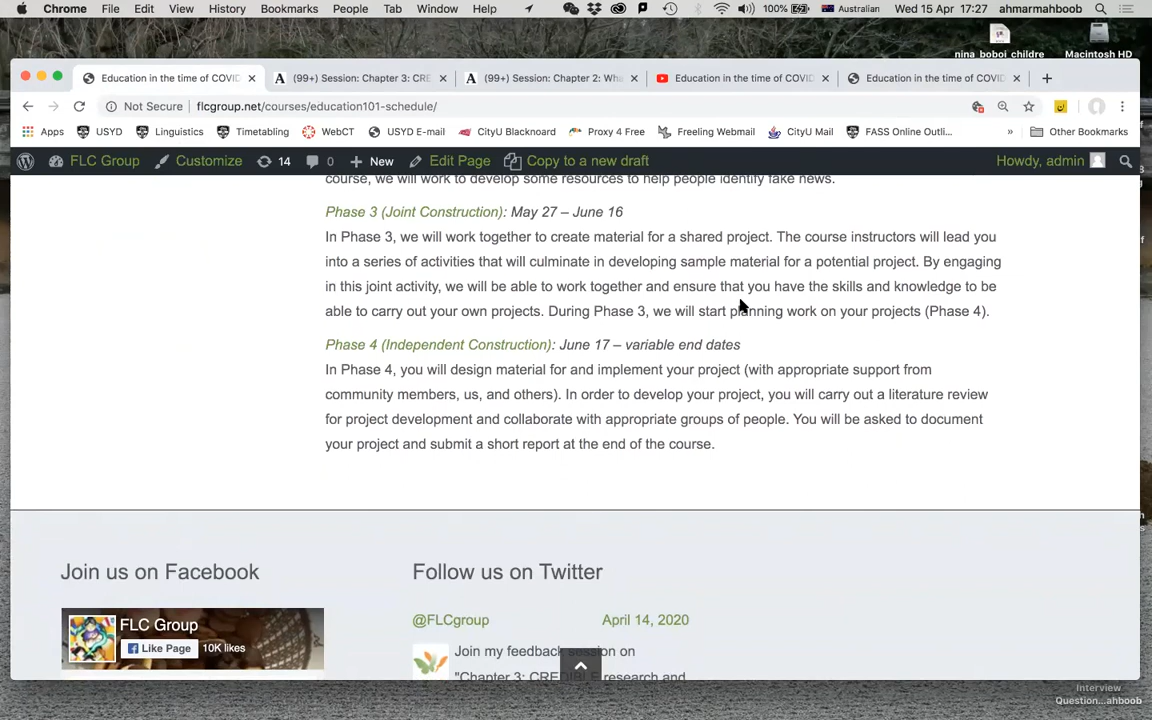 Chrome File Edit View History Bookmarks People Tab Window Help 100% Australian Wed 15 Apr 17:27 ahmarmahboob
nina_boboi_childre Macintosh HD
Education in the time of COVID (99+) Session: Chapter 3: CRE (99+) Session: Chapter 2: Wha Education in the time of COVID Education in the time of COVID
Not Secure flcgroup.net/courses/education101-schedule/
Apps USYD Linguistics Timetabling WebCT USYD E-mail CityU Blacknoard Proxy 4 Free Freeling Webmail CityU Mail FASS Online Outli... » Other Bookmarks
FLC Group Customize 14 0 New Edit Page Copy to a new draft Howdy, admin
course, we will work to develop some resources to help people identify fake news.
Phase 3 (Joint Construction): May 27 – June 16
In Phase 3, we will work together to create material for a shared project. The course instructors will lead you
into a series of activities that will culminate in developing sample material for a potential project. By engaging
in this joint activity, we will be able to work together and ensure that you have the skills and knowledge to be
able to carry out your own projects. During Phase 3, we will start planning work on your projects (Phase 4).
Phase 4 (Independent Construction): June 17 – variable end dates
In Phase 4, you will design material for and implement your project (with appropriate support from
community members, us, and others). In order to develop your project, you will carry out a literature review
for project development and collaborate with appropriate groups of people. You will be asked to document
your project and submit a short report at the end of the course.
Join us on Facebook Follow us on Twitter
FLC Group
Like Page 10K likes
@FLCgroup April 14, 2020
Join my feedback session on
"Chapter 3: CREDIBLE research and
Interview
Question...ahboob